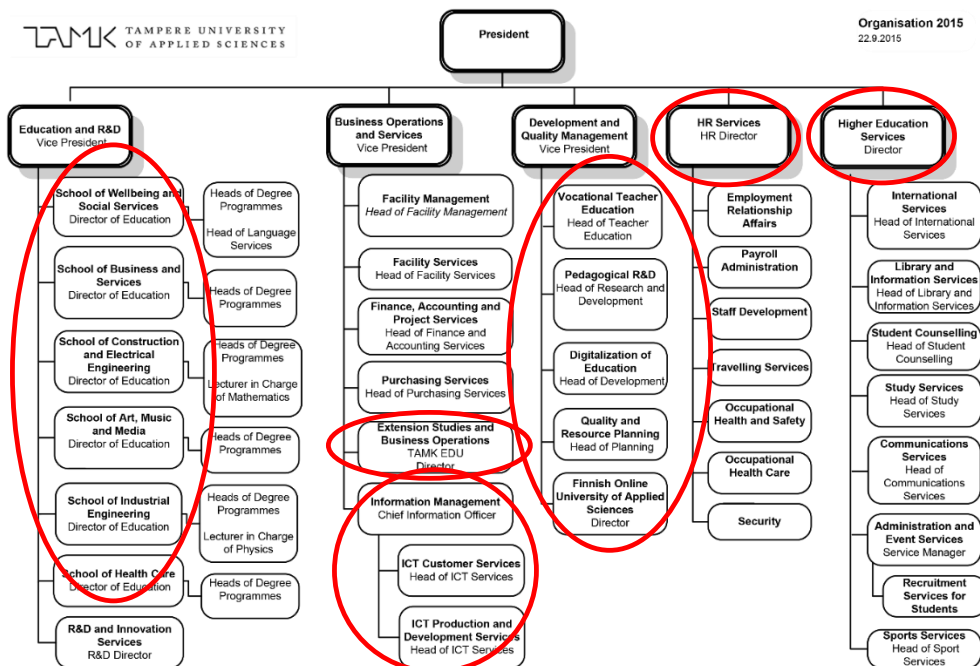 TAMK TAMPERE UNIVERSITY
OF APPLIED SCIENCES
President
Organisation 2015
22.9.2015
Education and R&D
Vice President
Business Operations
and Services
Vice President
Development and
Quality Management
Vice President
HR Services
HR Director
Higher Education
Services
Director
School of Wellbeing and
Social Services
Director of Education
Heads of Degree
Programmes
Head of Language
Services
School of Business and
Services
Director of Education
Heads of Degree
Programmes
School of Construction
and Electrical
Engineering
Director of Education
Heads of Degree
Programmes
Lecturer in Charge
of Mathematics
School of Art, Music
and Media
Director of Education
Heads of Degree
Programmes
School of Industrial
Engineering
Director of Education
Heads of Degree
Programmes
Lecturer in Charge
of Physics
School of Health Care
Director of Education
Heads of Degree
Programmes
R&D and Innovation
Services
R&D Director
Facility Management
Head of Facility Management
Facility Services
Head of Facility Services
Finance, Accounting and
Project Services
Head of Finance and
Accounting Services
Purchasing Services
Head of Purchasing Services
Extension Studies and
Business Operations
TAMK EDU
Director
Information Management
Chief Information Officer
ICT Customer Services
Head of ICT Services
ICT Production and
Development Services
Head of ICT Services
Vocational Teacher
Education
Head of Teacher
Education
Pedagogical R&D
Head of Research and
Development
Digitalization of
Education
Head of Development
Quality and
Resource Planning
Head of Planning
Finnish Online
University of Applied
Sciences
Director
Employment
Relationship
Affairs
Payroll
Administration
Staff Development
Travelling Services
Occupational
Health and Safety
Occupational
Health Care
Security
International
Services
Head of International
Services
Library and
Information Services
Head of Library and
Information Services
Student Counselling
Head of Student
Counselling
Study Services
Head of Study
Services
Communications
Services
Head of
Communications
Services
Administration and
Event Services
Service Manager
Recruitment
Services for
Students
Sports Services
Head of Sport
Services